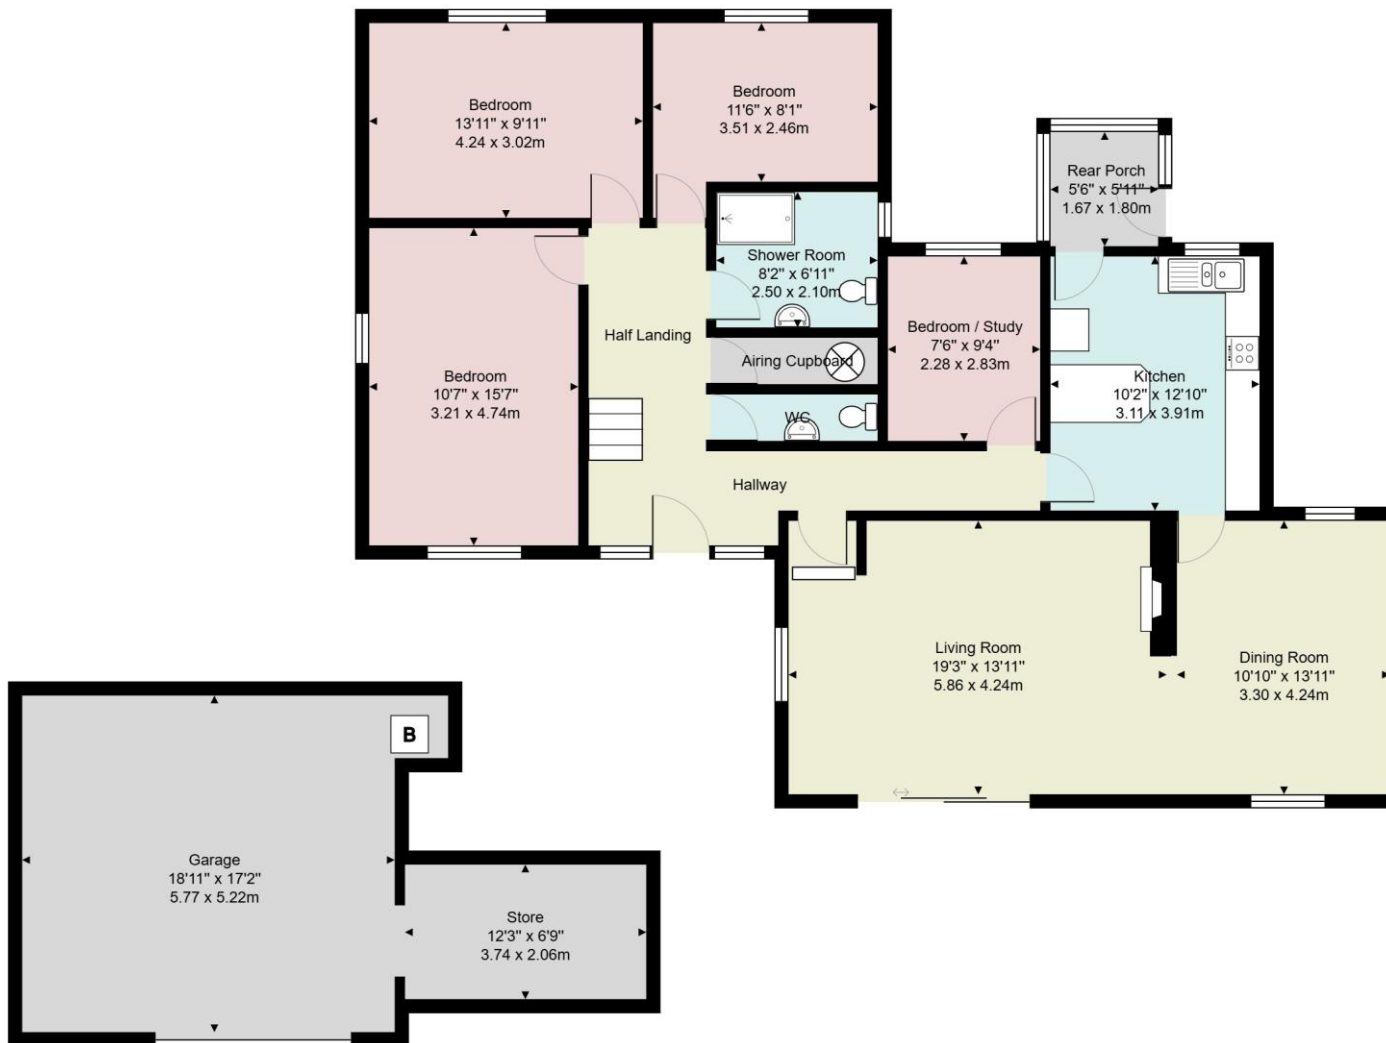 Bedroom
13'11" x 9'11"
4.24 x 3.02m
Bedroom
11'6" x 8'1"
3.51 x 2.46m
Rear Porch
5'6" x 5'11"
1.67 x 1.80m
Shower Room
8'2" x 6'11"
2.50 x 2.10m
Half Landing
Bedroom / Study
7'6" x 9'4"
2.28 x 2.83m
Airing Cupboard
Bedroom
10'7" x 15'7"
3.21 x 4.74m
Kitchen
10'2" x 12'10"
3.11 x 3.91m
WC
Hallway
Living Room
19'3" x 13'11"
5.86 x 4.24m
Dining Room
10'10" x 13'11"
3.30 x 4.24m
B
Garage
18'11" x 17'2"
5.77 x 5.22m
Store
12'3" x 6'9"
3.74 x 2.06m